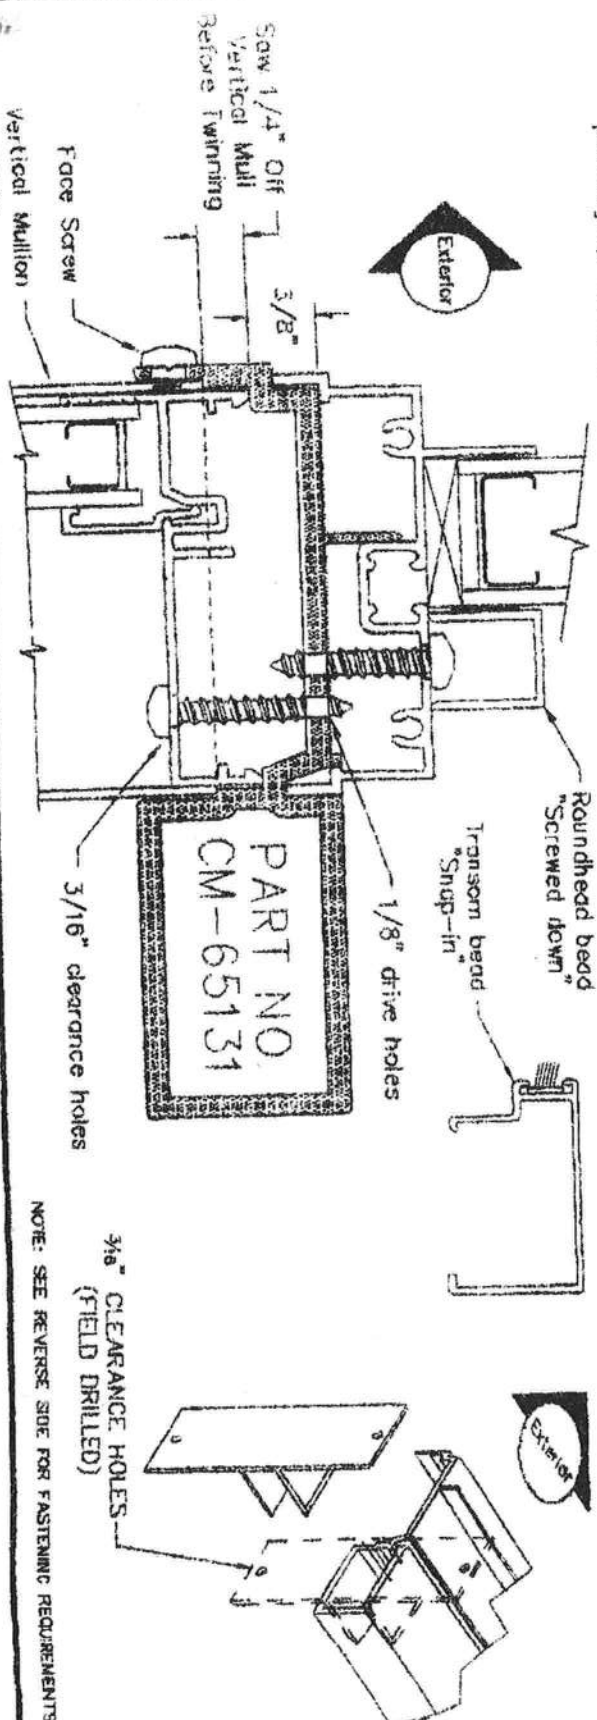 Exterior
Saw 1/4" Off
Vertical Mull
Before Twinning
3/8"
Face Screw
Vertical Mullion
Roundhead bead
"Screwed down"
Transom bead
"Snap-in"
1/8" drive holes
PART NO
CM-65131
3/16" clearance holes
Exterior
3/16" CLEARANCE HOLES
(FIELD DRILLED)
NOTE: SEE REVERSE SIDE FOR FASTENING REQUIREMENTS